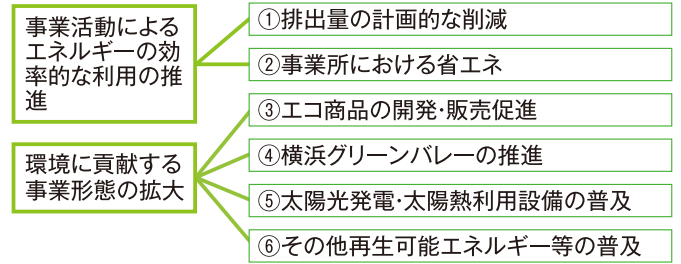 事業活動による
エネルギーの効
率的な利用の推
進
①排出量の計画的な削減
②事業所における省エネ
環境に貢献する
事業形態の拡大
③エコ商品の開発・販売促進
④横浜グリーンバレーの推進
⑤太陽光発電・太陽熱利用設備の普及
⑥その他再生可能エネルギー等の普及